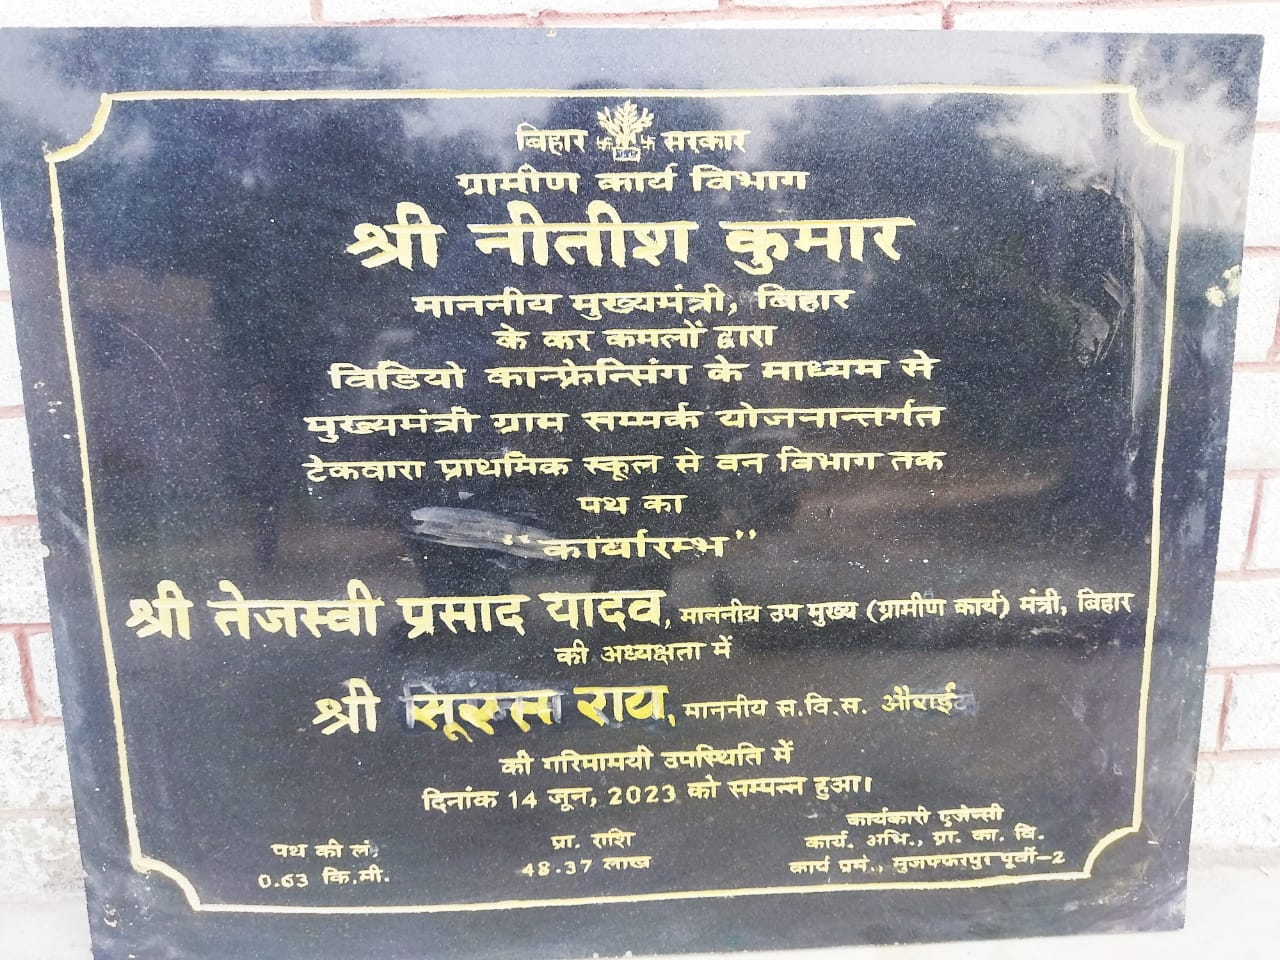 बिहार सरकार
ग्रामीण कार्य विभाग
श्री नीतीश कुमार
माननीय मुख्यमंत्री, बिहार
के कर कमलों द्वारा
विडियो कान्फ्रेन्सिंग के माध्यम से
मुख्यमंत्री ग्राम सम्पर्क योजनान्तर्गत
टेकवारा प्राथमिक स्कूल से वन विभाग तक
पथ का
“कार्यारम्भ”
श्री तेजस्वी प्रसाद यादव, माननीय उप मुख्य (ग्रामीण कार्य) मंत्री, बिहार
की अध्यक्षता में
श्री राय, माननीय स.वि.स.
की गरिमामयी उपस्थिति में
दिनांक 14 जून, 2023 को सम्पन्न हुआ।
पथ की लं.
0.63 कि.मी.
प्रा. राशि
48.37 लाख
कार्यकारी एजेन्सी
कार्य. अभि., ग्रा. का. वि.
कार्य प्रमं., मुजफ्फरपुर पूर्वी-2